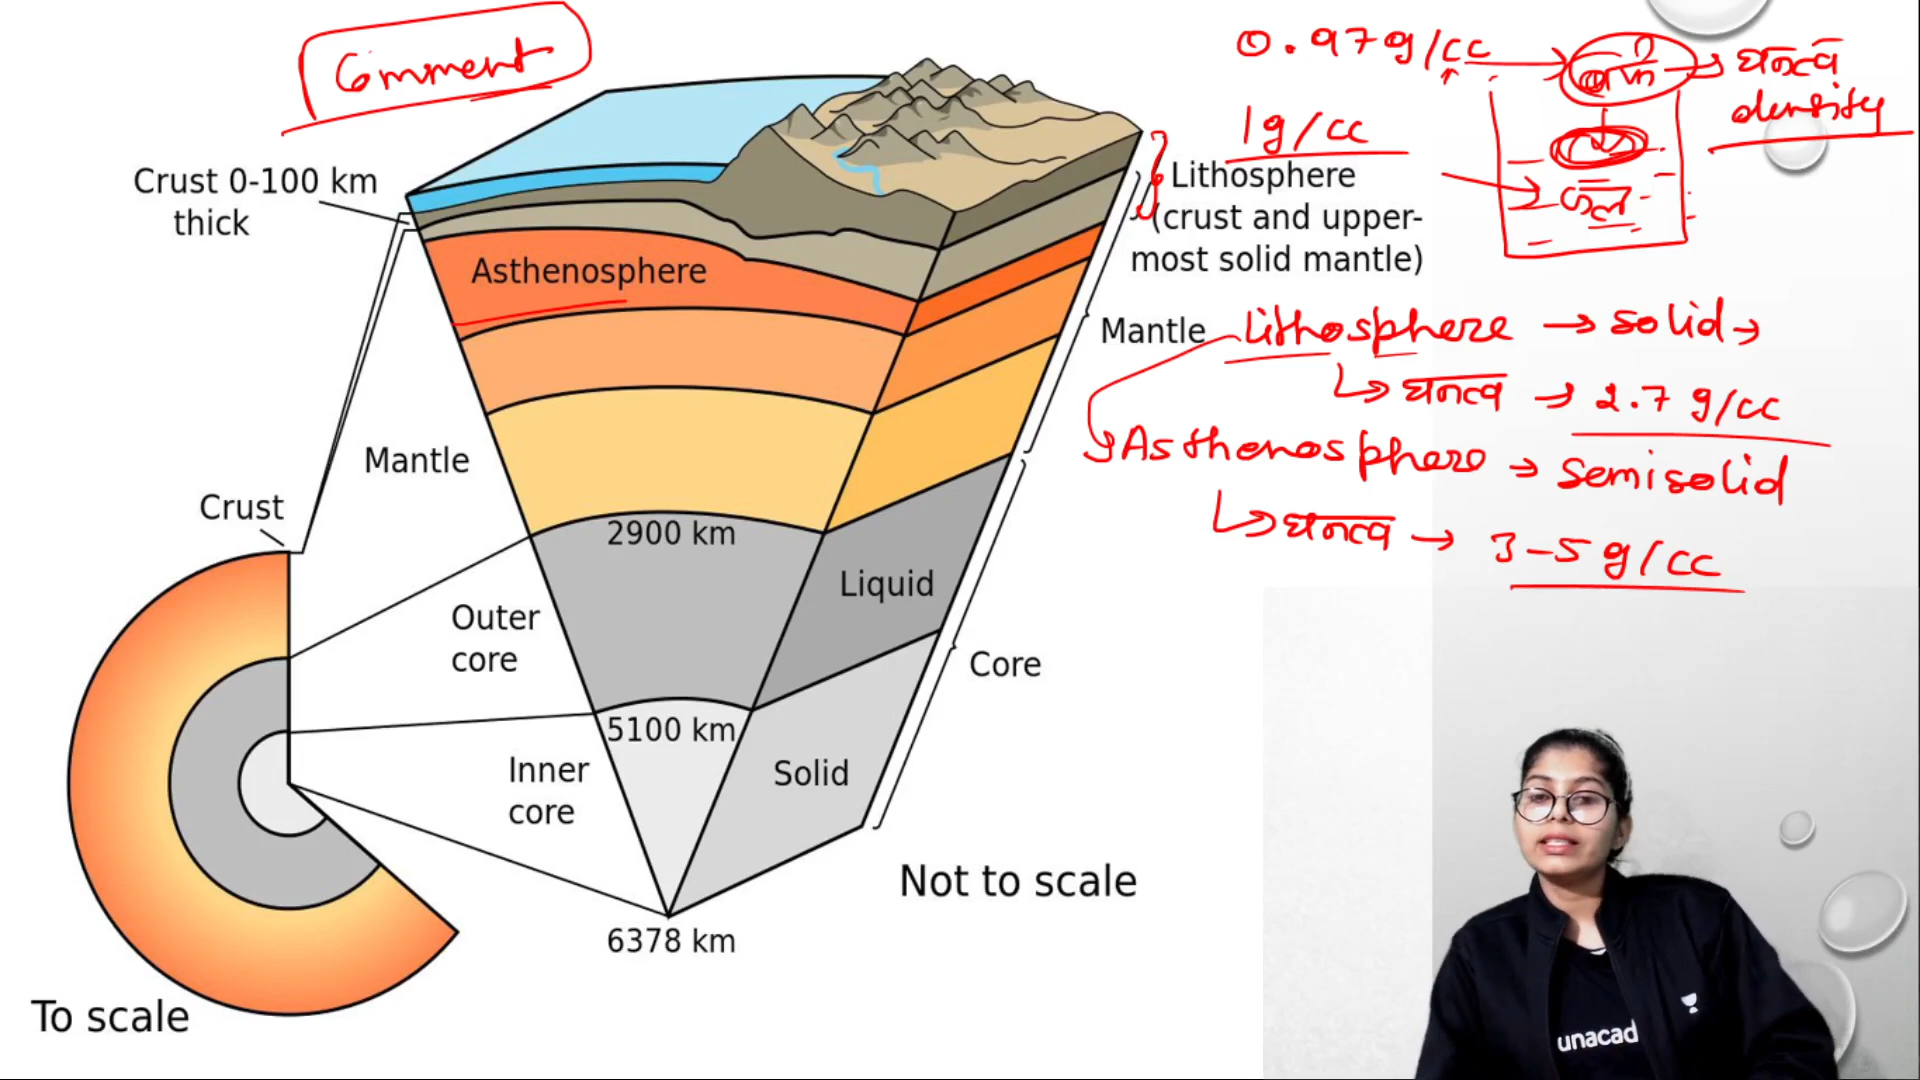 Comment
0.97 g/cc
बर्फ
घनत्व
density
1g/cc
जल
Crust 0-100 km
thick
Lithosphere
(crust and upper-
most solid mantle)
Asthenosphere
Mantle
Lithosphere → solid →
↳ घनत्व → 2.7 g/cc
Asthenosphere → semisolid
↳ घनत्व → 3-5 g/cc
Mantle
Crust
2900 km
Liquid
Outer
core
Core
5100 km
Inner
core
Solid
Not to scale
6378 km
To scale
unacad